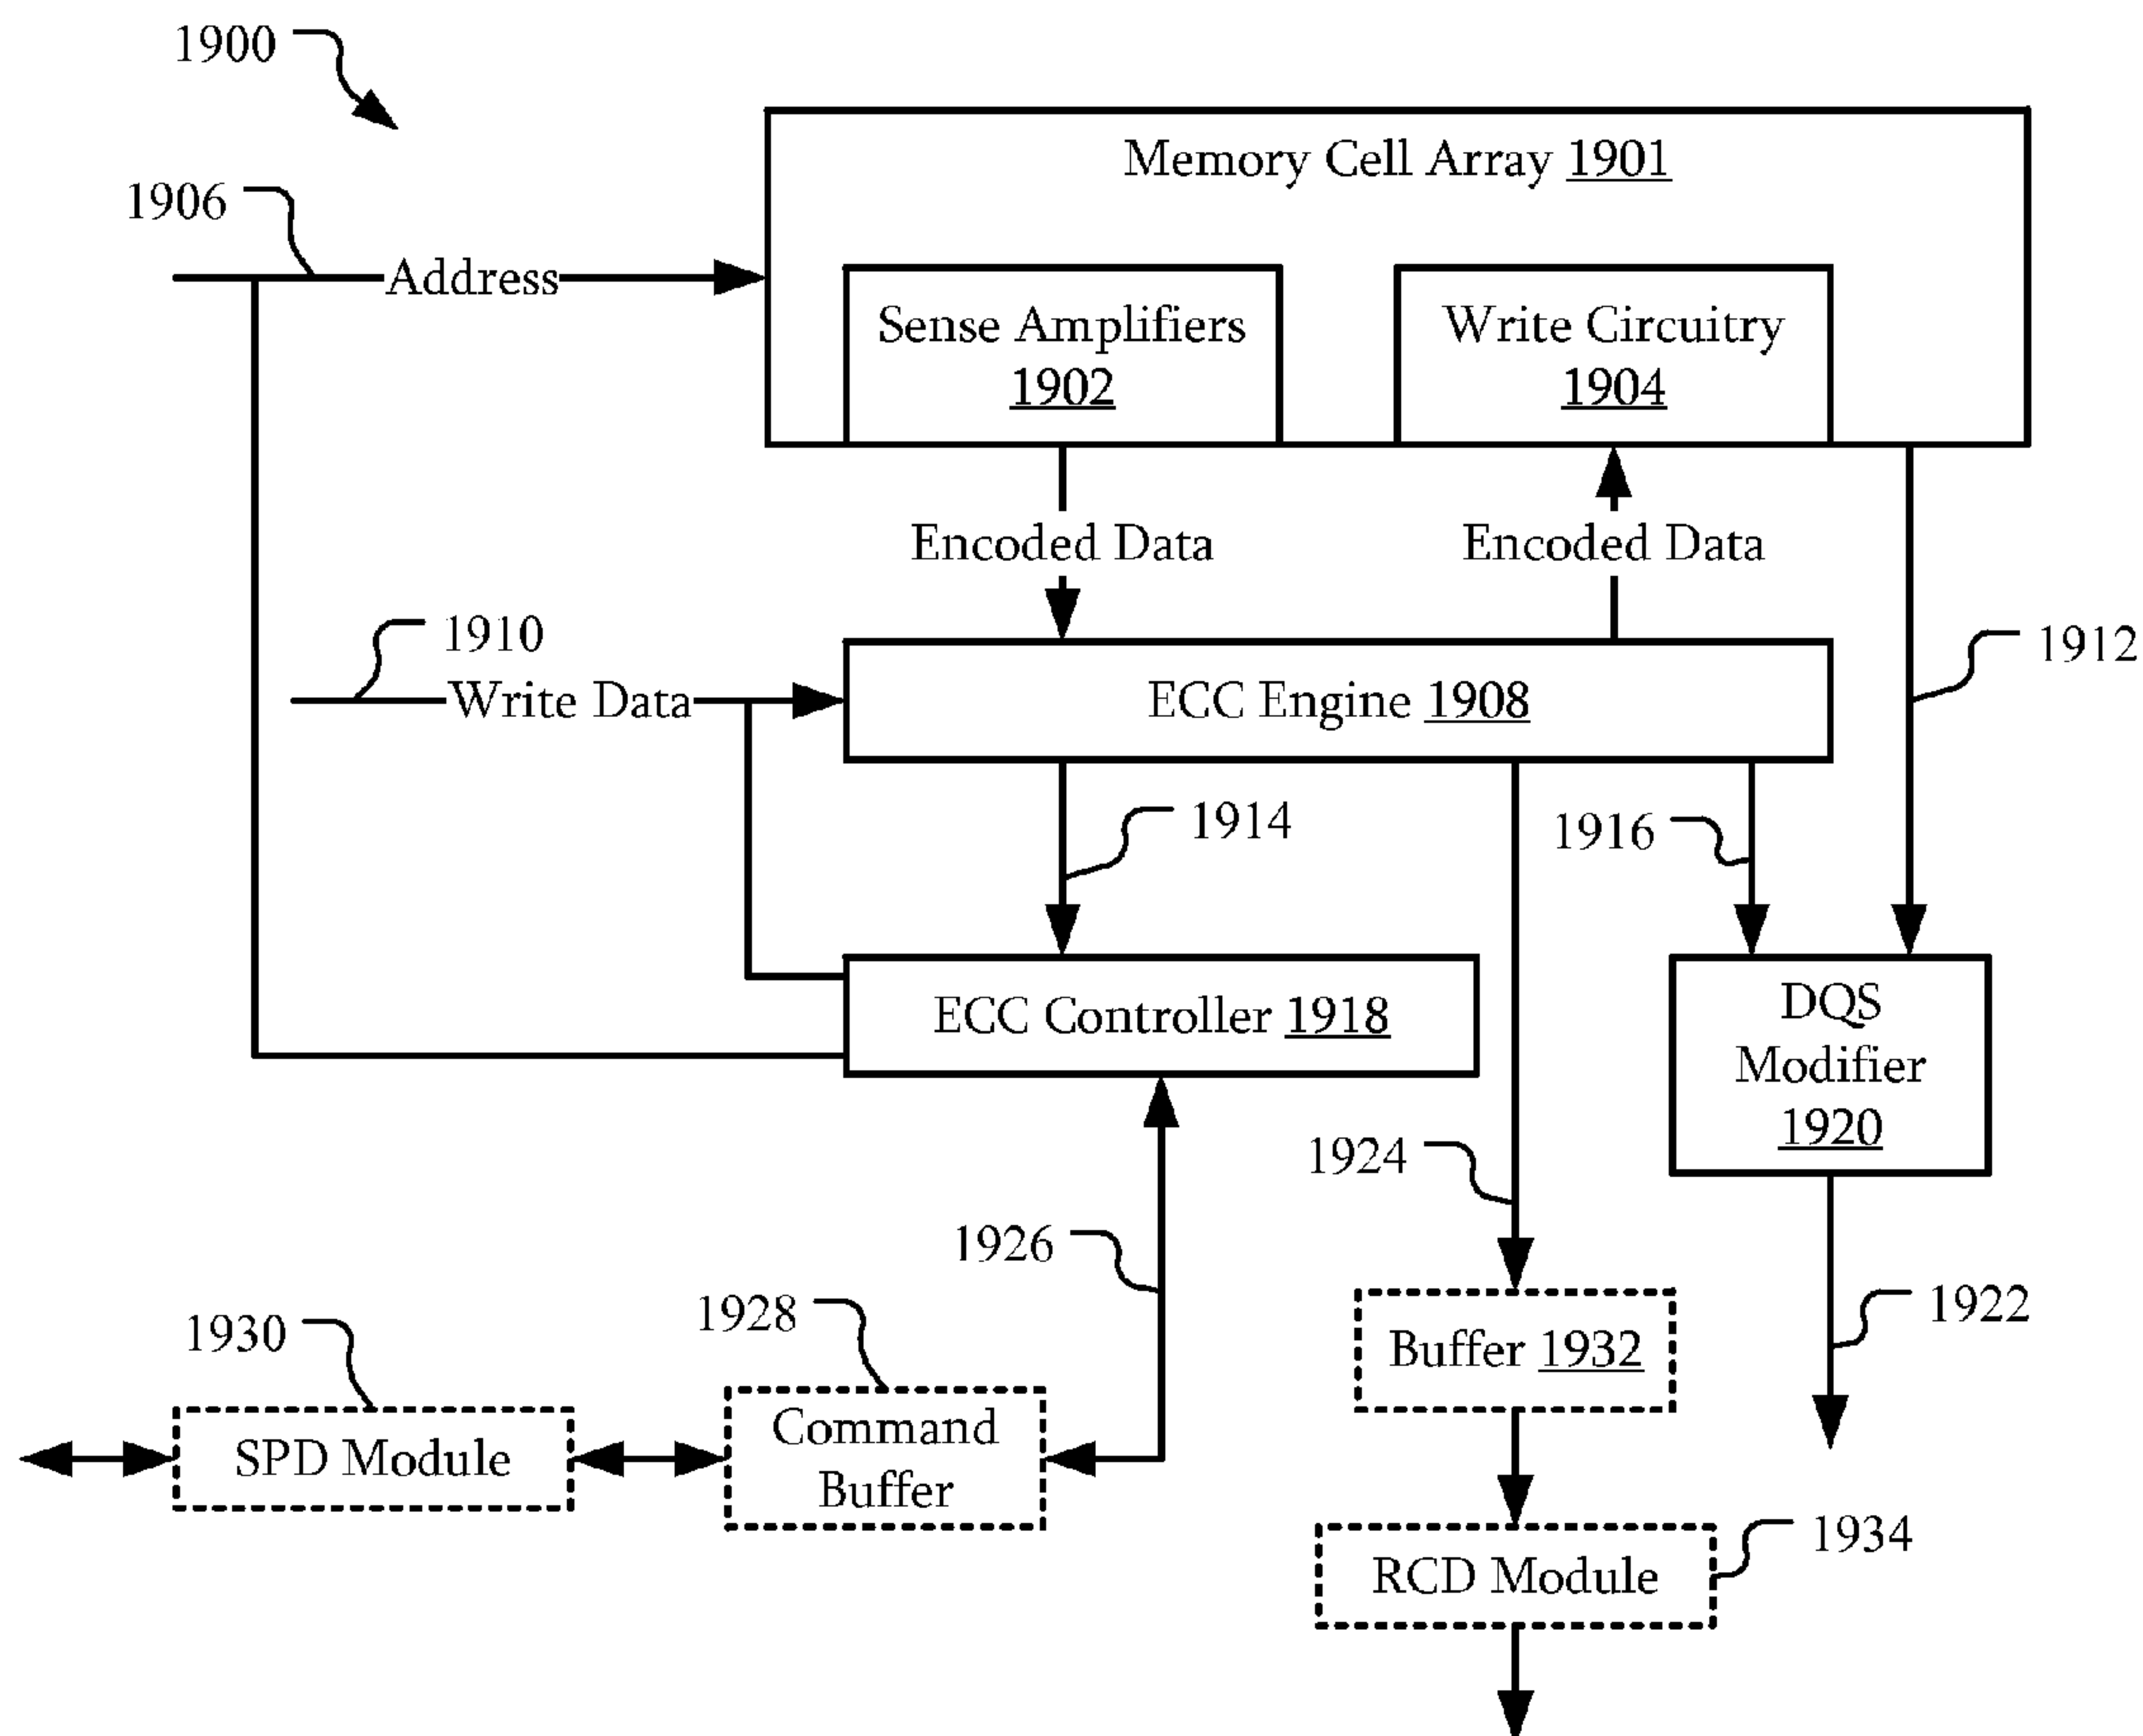 1900
Memory Cell Array 1901
1906
Address
Sense Amplifiers
1902
Write Circuitry
1904
Encoded Data
Encoded Data
1910
1912
Write Data
ECC Engine 1908
1914
1916
ECC Controller 1918
DQS
Modifier
1920
1924
1926
1922
1928
1930
Buffer 1932
Command
Buffer
SPD Module
1934
RCD Module